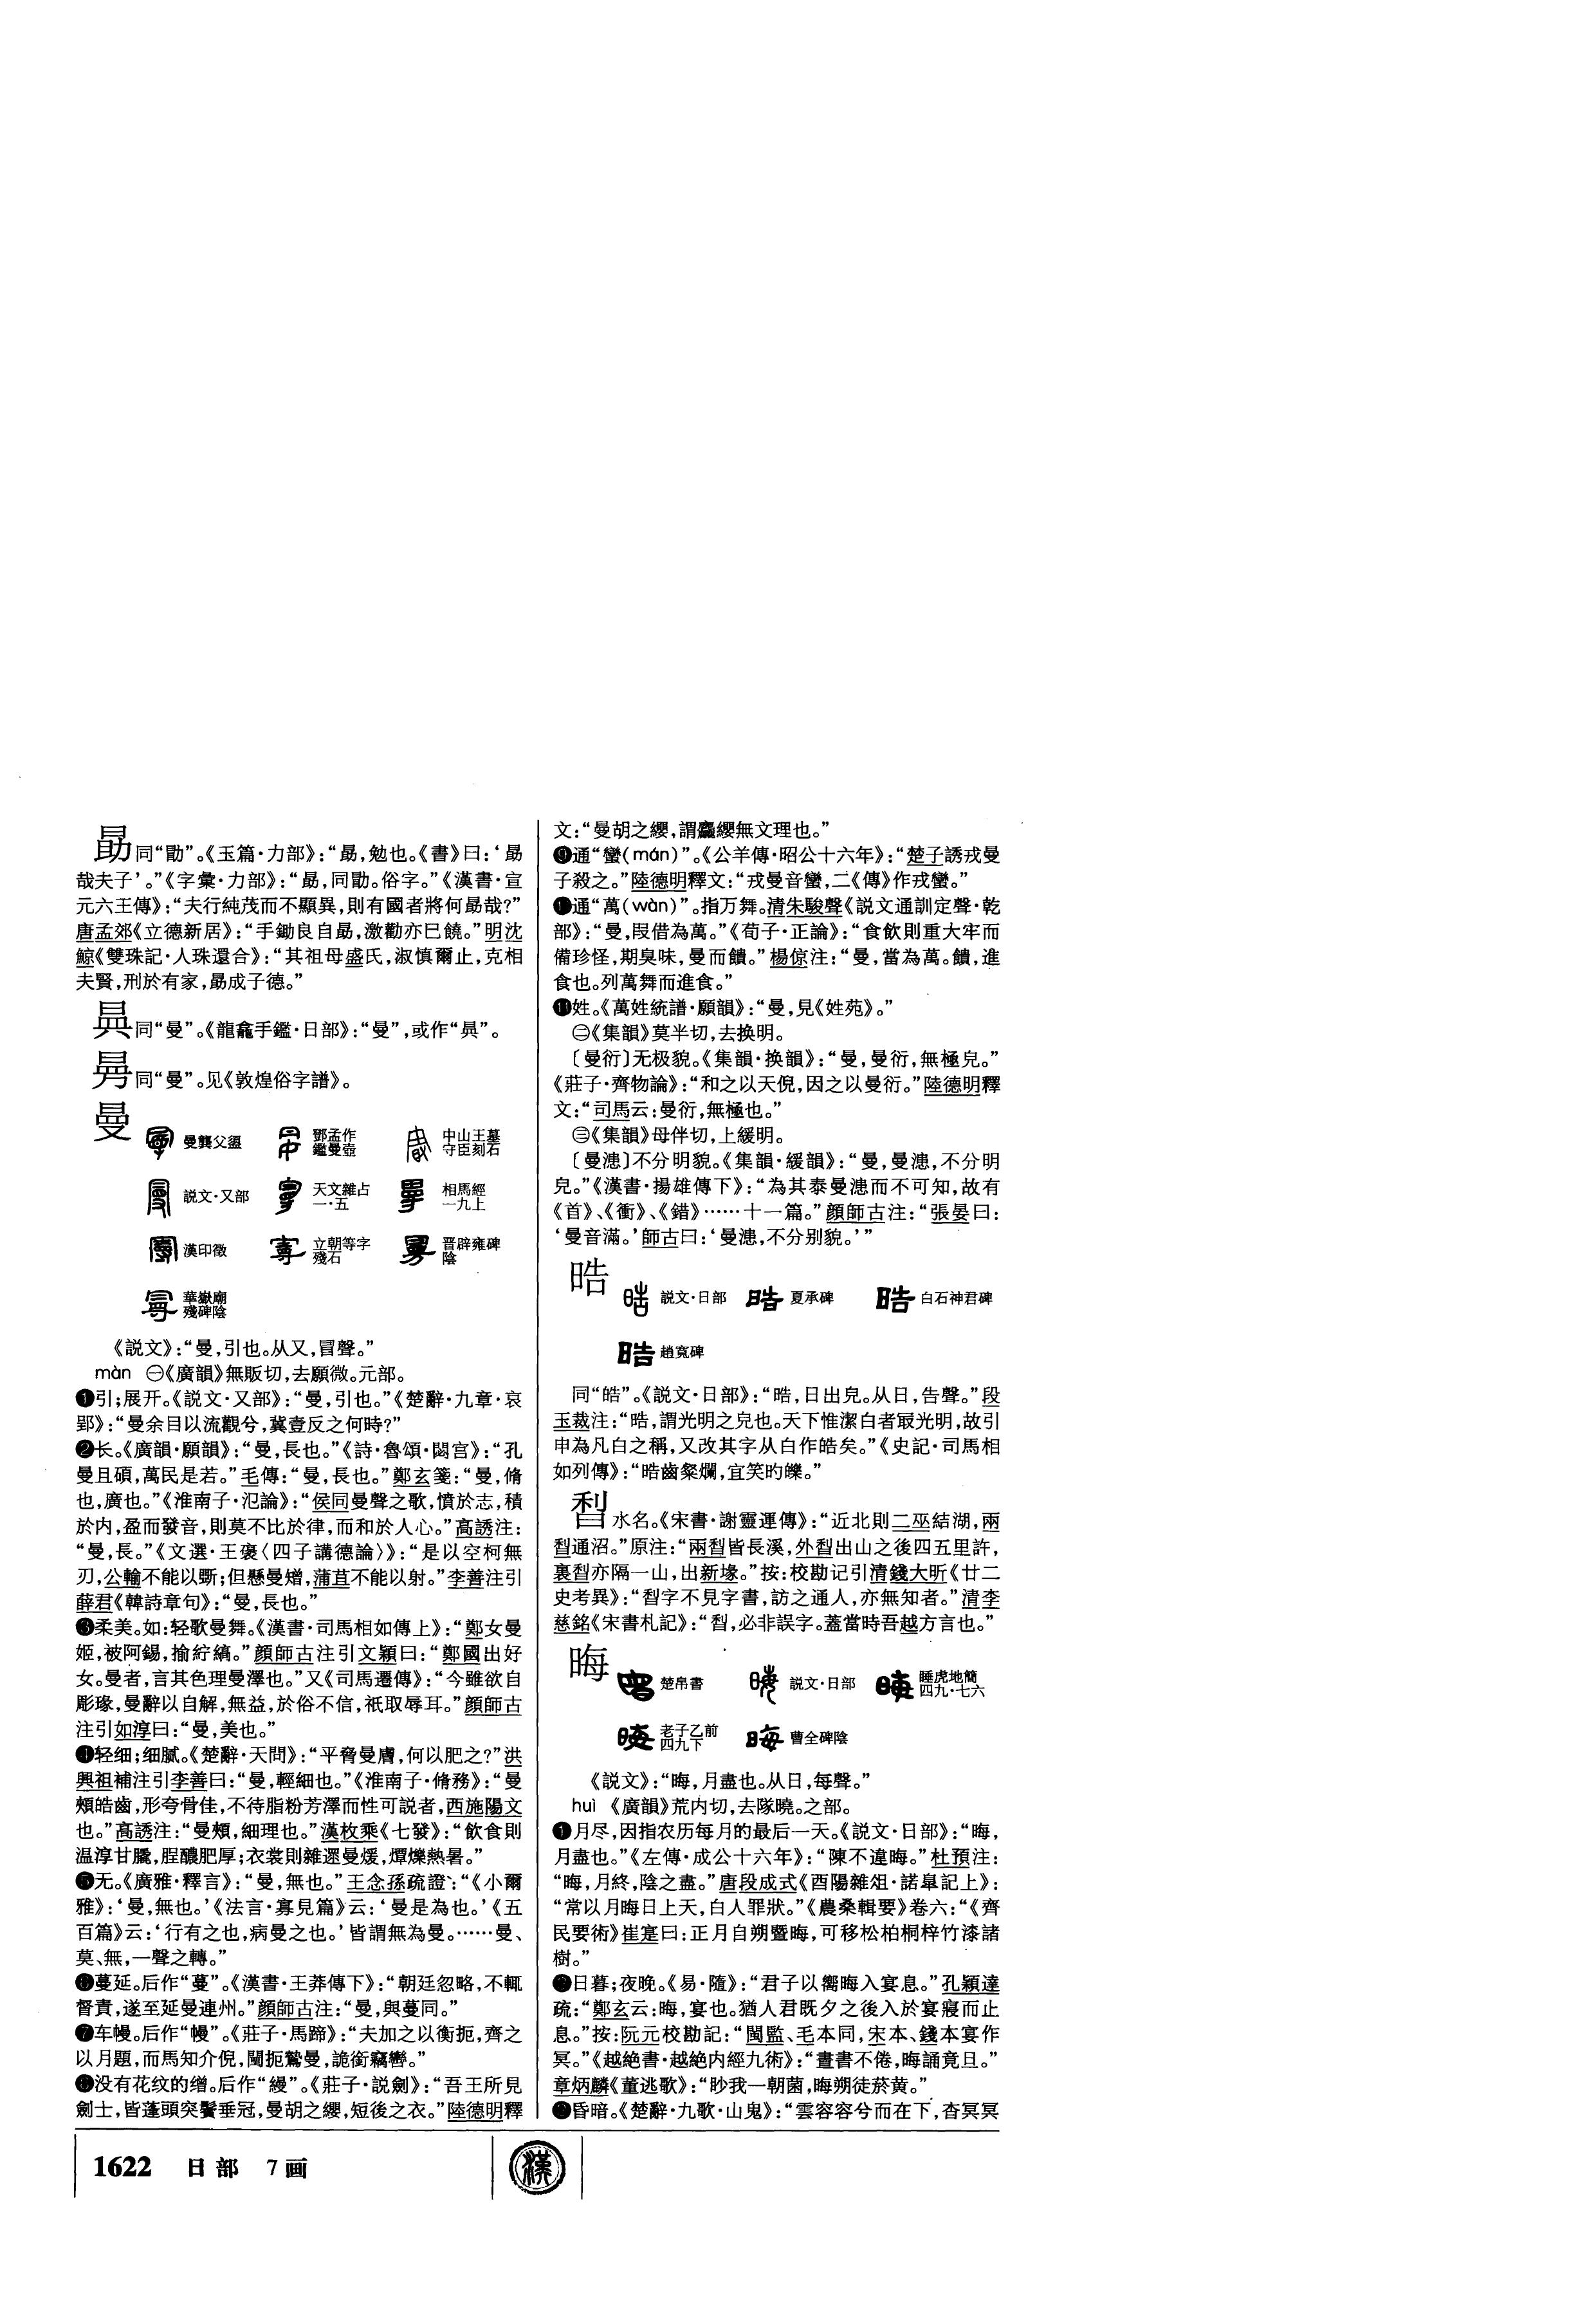 勗同“勖”。《玉篇·力部》：“勗，勉也。《書》曰：‘勗
哉夫子’。”《字彙·力部》：“勗，同勖。俗字。”《漢書·宣
元六王傳》：“夫行純茂而不顯異，則有國者將何勗哉？”
唐孟郊《立德新居》：“手鋤良自勗，激勸亦巳饒。”明沈
鯨《雙珠記·人珠還合》：“其祖母盛氏，淑慎爾止，克相
夫賢，刑於有家，勗成子德。”
同“曼”。《龍龕手鑑·日部》：“曼”，或作“”。
同“曼”。见《敦煌俗字譜》。
曼
曼龔父盨 鄧孟作鑑曼壺 中山王墓守臣刻石
説文·又部 天文雜占一·五 相馬經一九上
漢印徵 立朝等字殘石 晋辟雍碑陰
華嶽廟殘碑陰
《説文》：“曼，引也。从又，冒聲。”
màn ㊀《廣韻》無販切，去願微。元部。
❶引；展开。《説文·又部》：“曼，引也。”《楚辭·九章·哀
郢》：“曼余目以流觀兮，冀壹反之何時？”
❷长。《廣韻·願韻》：“曼，長也。”《詩·魯頌·閟宫》：“孔
曼且碩，萬民是若。”毛傳：“曼，長也。”鄭玄箋：“曼，脩
也，廣也。”《淮南子·氾論》：“侯同曼聲之歌，憤於志，積
於内，盈而發音，則莫不比於律，而和於人心。”高誘注：
“曼，長。”《文選·王褒〈四子講德論〉》：“是以空柯無
刃，公輸不能以斲；但懸曼矰，蒲苴不能以射。”李善注引
薛君《韓詩章句》：“曼，長也。”
❸柔美。如：轻歌曼舞。《漢書·司馬相如傳上》：“鄭女曼
姬，被阿錫，揄紵縞。”顔師古注引文穎曰：“鄭國出好
女。曼者，言其色理曼澤也。”又《司馬遷傳》：“今雖欲自
彫瑑，曼辭以自解，無益，於俗不信，祇取辱耳。”顔師古
注引如淳曰：“曼，美也。”
❹轻细；细腻。《楚辭·天問》：“平脅曼膚，何以肥之？”洪
興祖補注引李善曰：“曼，輕細也。”《淮南子·脩務》：“曼
頰皓齒，形夸骨佳，不待脂粉芳澤而性可説者，西施陽文
也。”高誘注：“曼頰，細理也。”漢枚乘《七發》：“飲食則
温淳甘膬，腥醲肥厚；衣裳則雜遝曼煖，燂爍熱暑。”
❺无。《廣雅·釋言》：“曼，無也。”王念孫疏證：“《小爾
雅》：‘曼，無也。’《法言·寡見篇》云：‘曼是為也。’《五
百篇》云：‘行有之也，病曼之也。’皆謂無為曼。……曼、
莫、無，一聲之轉。”
❻蔓延。后作“蔓”。《漢書·王莽傳下》：“朝廷忽略，不輒
督責，遂至延曼連州。”顔師古注：“曼，與蔓同。”
❼车幔。后作“幔”。《莊子·馬蹄》：“夫加之以衡扼，齊之
以月題，而馬知介倪，闉扼鷙曼，詭銜竊轡。”
❽没有花纹的缯。后作“縵”。《莊子·説劍》：“吾王所見
劍士，皆蓬頭突鬢垂冠，曼胡之纓，短後之衣。”陸德明釋
文：“曼胡之纓，謂麤纓無文理也。”
❾通“蠻（mán）”。《公羊傳·昭公十六年》：“楚子誘戎曼
子殺之。”陸德明釋文：“戎曼音蠻，二《傳》作戎蠻。”
❿通“萬（wàn）”。指万舞。清朱駿聲《説文通訓定聲·乾
部》：“曼，叚借為萬。”《荀子·正論》：“食飲則重大牢而
備珍怪，期臭味，曼而饋。”楊倞注：“曼，當為萬。饋，進
食也。列萬舞而進食。”
⓫姓。《萬姓統譜·願韻》：“曼，見《姓苑》。”
㊁《集韻》莫半切，去换明。
〔曼衍〕无极貌。《集韻·换韻》：“曼，曼衍，無極皃。”
《莊子·齊物論》：“和之以天倪，因之以曼衍。”陸德明釋
文：“司馬云：曼衍，無極也。”
㊂《集韻》母伴切，上緩明。
〔曼漶〕不分明貌。《集韻·緩韻》：“曼，曼漶，不分明
皃。”《漢書·揚雄傳下》：“為其泰曼漶而不可知，故有
《首》、《衝》、《錯》……十一篇。”顔師古注：“張晏曰：
‘曼音滿。’師古曰：‘曼漶，不分别貌。’”
晧
説文·日部 夏承碑 白石神君碑
趙寬碑
同“皓”。《説文·日部》：“晧，日出皃。从日，告聲。”段
玉裁注：“晧，謂光明之皃也。天下惟潔白者冣光明，故引
申為凡白之稱，又改其字从白作皓矣。”《史記·司馬相
如列傳》：“晧齒粲爛，宜笑旳皪。”
水名。《宋書·謝靈運傳》：“近北則二巫結湖，兩
通沼。”原注：“兩皆長溪，外出山之後四五里許，
裏亦隔一山，出新塝。”按：校勘记引清錢大昕《廿二
史考異》：“字不見字書，訪之通人，亦無知者。”清李
慈銘《宋書札記》：“，必非誤字。蓋當時吾越方言也。”
晦
楚帛書 説文·日部 睡虎地簡四九·七六
老子乙前四九下 曹全碑陰
《説文》：“晦，月盡也。从日，每聲。”
huì 《廣韻》荒内切，去隊曉。之部。
❶月尽，因指农历每月的最后一天。《説文·日部》：“晦，
月盡也。”《左傳·成公十六年》：“陳不違晦。”杜預注：
“晦，月終，陰之盡。”唐段成式《酉陽雜俎·諾臯記上》：
“常以月晦日上天，白人罪狀。”《農桑輯要》卷六：“《齊
民要術》崔寔曰：正月自朔暨晦，可移松柏桐梓竹漆諸
樹。”
❷日暮；夜晚。《易·隨》：“君子以嚮晦入宴息。”孔穎達
疏：“鄭玄云：晦，宴也。猶人君既夕之後入於宴寢而止
息。”按：阮元校勘記：“閩監、毛本同，宋本、錢本宴作
冥。”《越絶書·越絶内經九術》：“晝書不倦，晦誦竟旦。”
章炳麟《董逃歌》：“眇我一朝菌，晦朔徒菸黄。”
❸昏暗。《楚辭·九歌·山鬼》：“雲容容兮而在下，杳冥冥
1622 日部 7画
漢